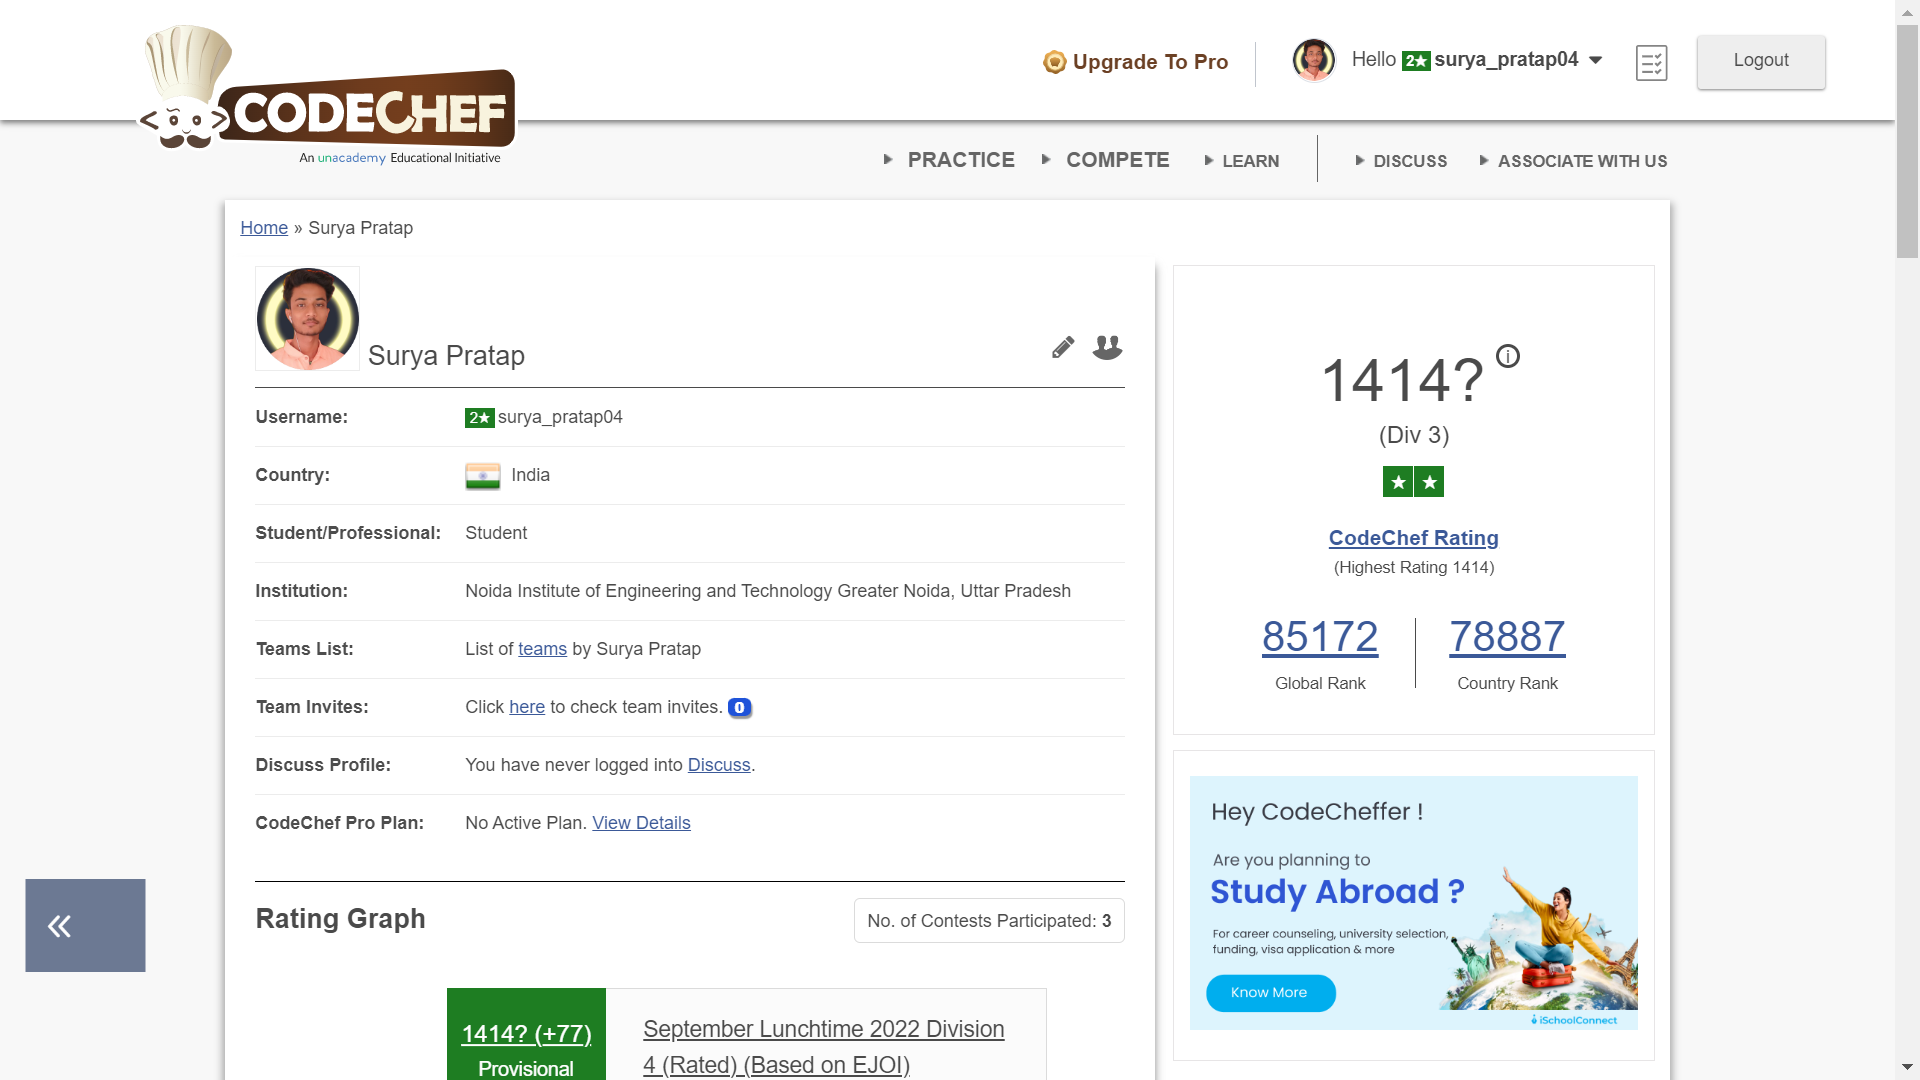 CODECHEF
An unacademy Educational Initiative
Upgrade To Pro
Hello 2★ surya_pratap04
Logout
PRACTICE
COMPETE
LEARN
DISCUSS
ASSOCIATE WITH US
Home » Surya Pratap
Surya Pratap
Username: 2★ surya_pratap04
Country: India
Student/Professional: Student
Institution: Noida Institute of Engineering and Technology Greater Noida, Uttar Pradesh
Teams List: List of teams by Surya Pratap
Team Invites: Click here to check team invites. 0
Discuss Profile: You have never logged into Discuss.
CodeChef Pro Plan: No Active Plan. View Details
Rating Graph
No. of Contests Participated: 3
1414? (+77)
Provisional
September Lunchtime 2022 Division
4 (Rated) (Based on EJOI)
1414? i
(Div 3)
★★
CodeChef Rating
(Highest Rating 1414)
85172
Global Rank
78887
Country Rank
Hey CodeCheffer !
Are you planning to
Study Abroad ?
For career counseling, university selection,
funding, visa application & more
Know More
iSchoolConnect